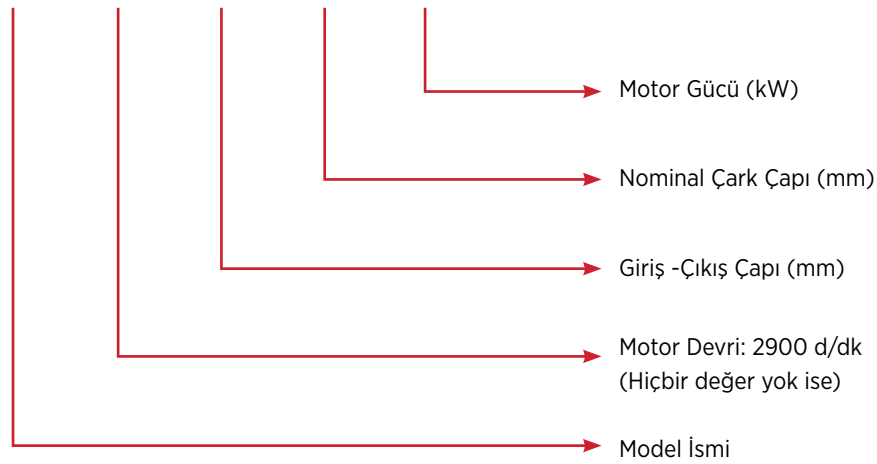 Motor Gücü (kW)
Nominal Çark Çapı (mm)
Giriş -Çıkış Çapı (mm)
Motor Devri: 2900 d/dk
(Hiçbir değer yok ise)
Model İsmi